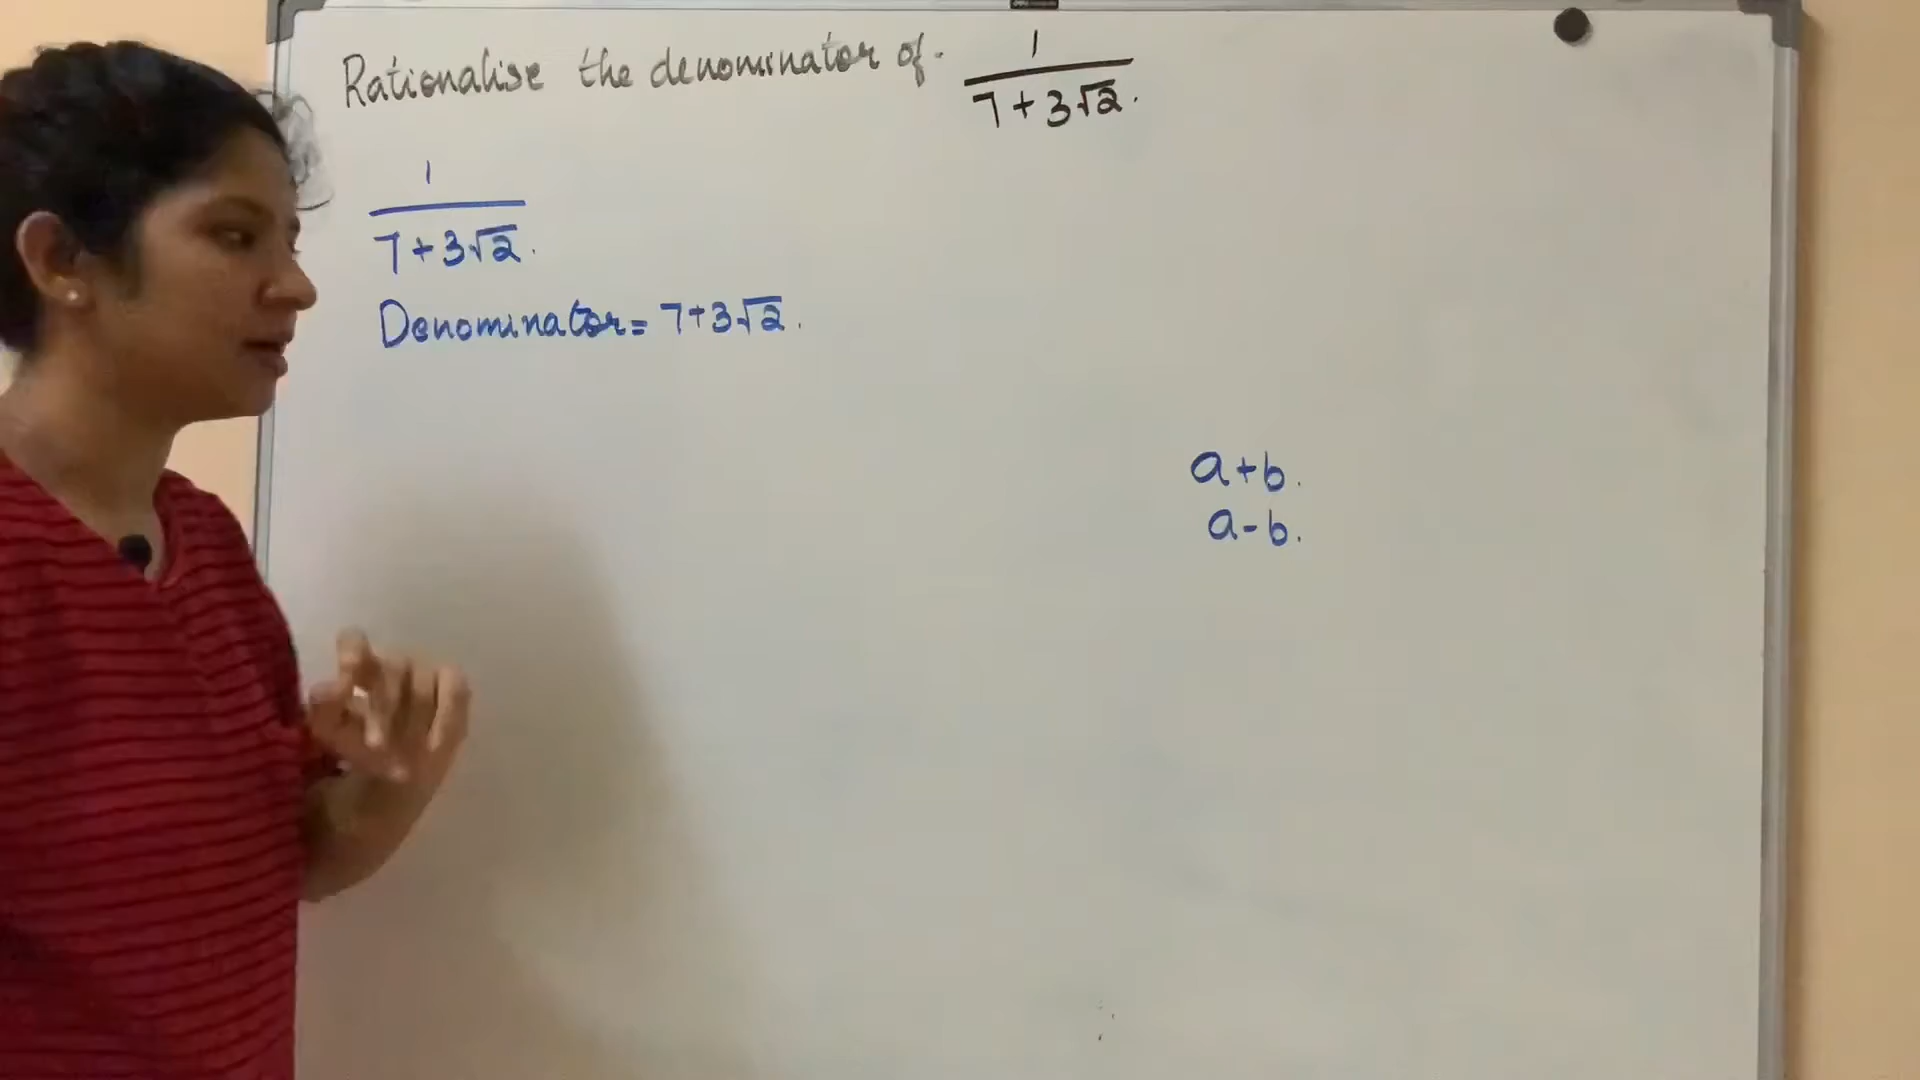 Rationalise the denominator of. 1/(7+3√2).
1/(7+3√2).
Denominator = 7+3√2.
a+b.
a-b.